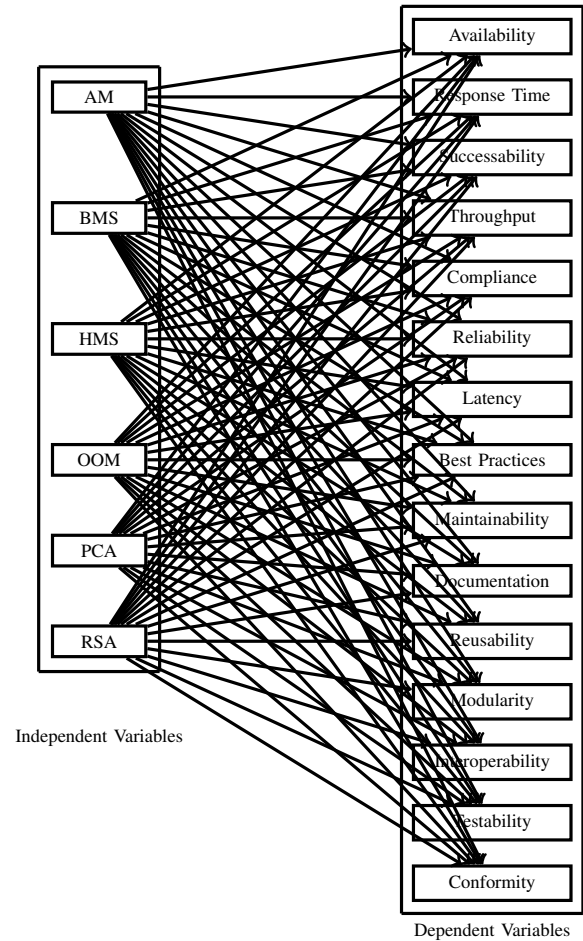 AM
BMS
HMS
OOM
PCA
RSA
Independent Variables
Availability
Response Time
Successability
Throughput
Compliance
Reliability
Latency
Best Practices
Maintainability
Documentation
Reusability
Modularity
Interoperability
Testability
Conformity
Dependent Variables